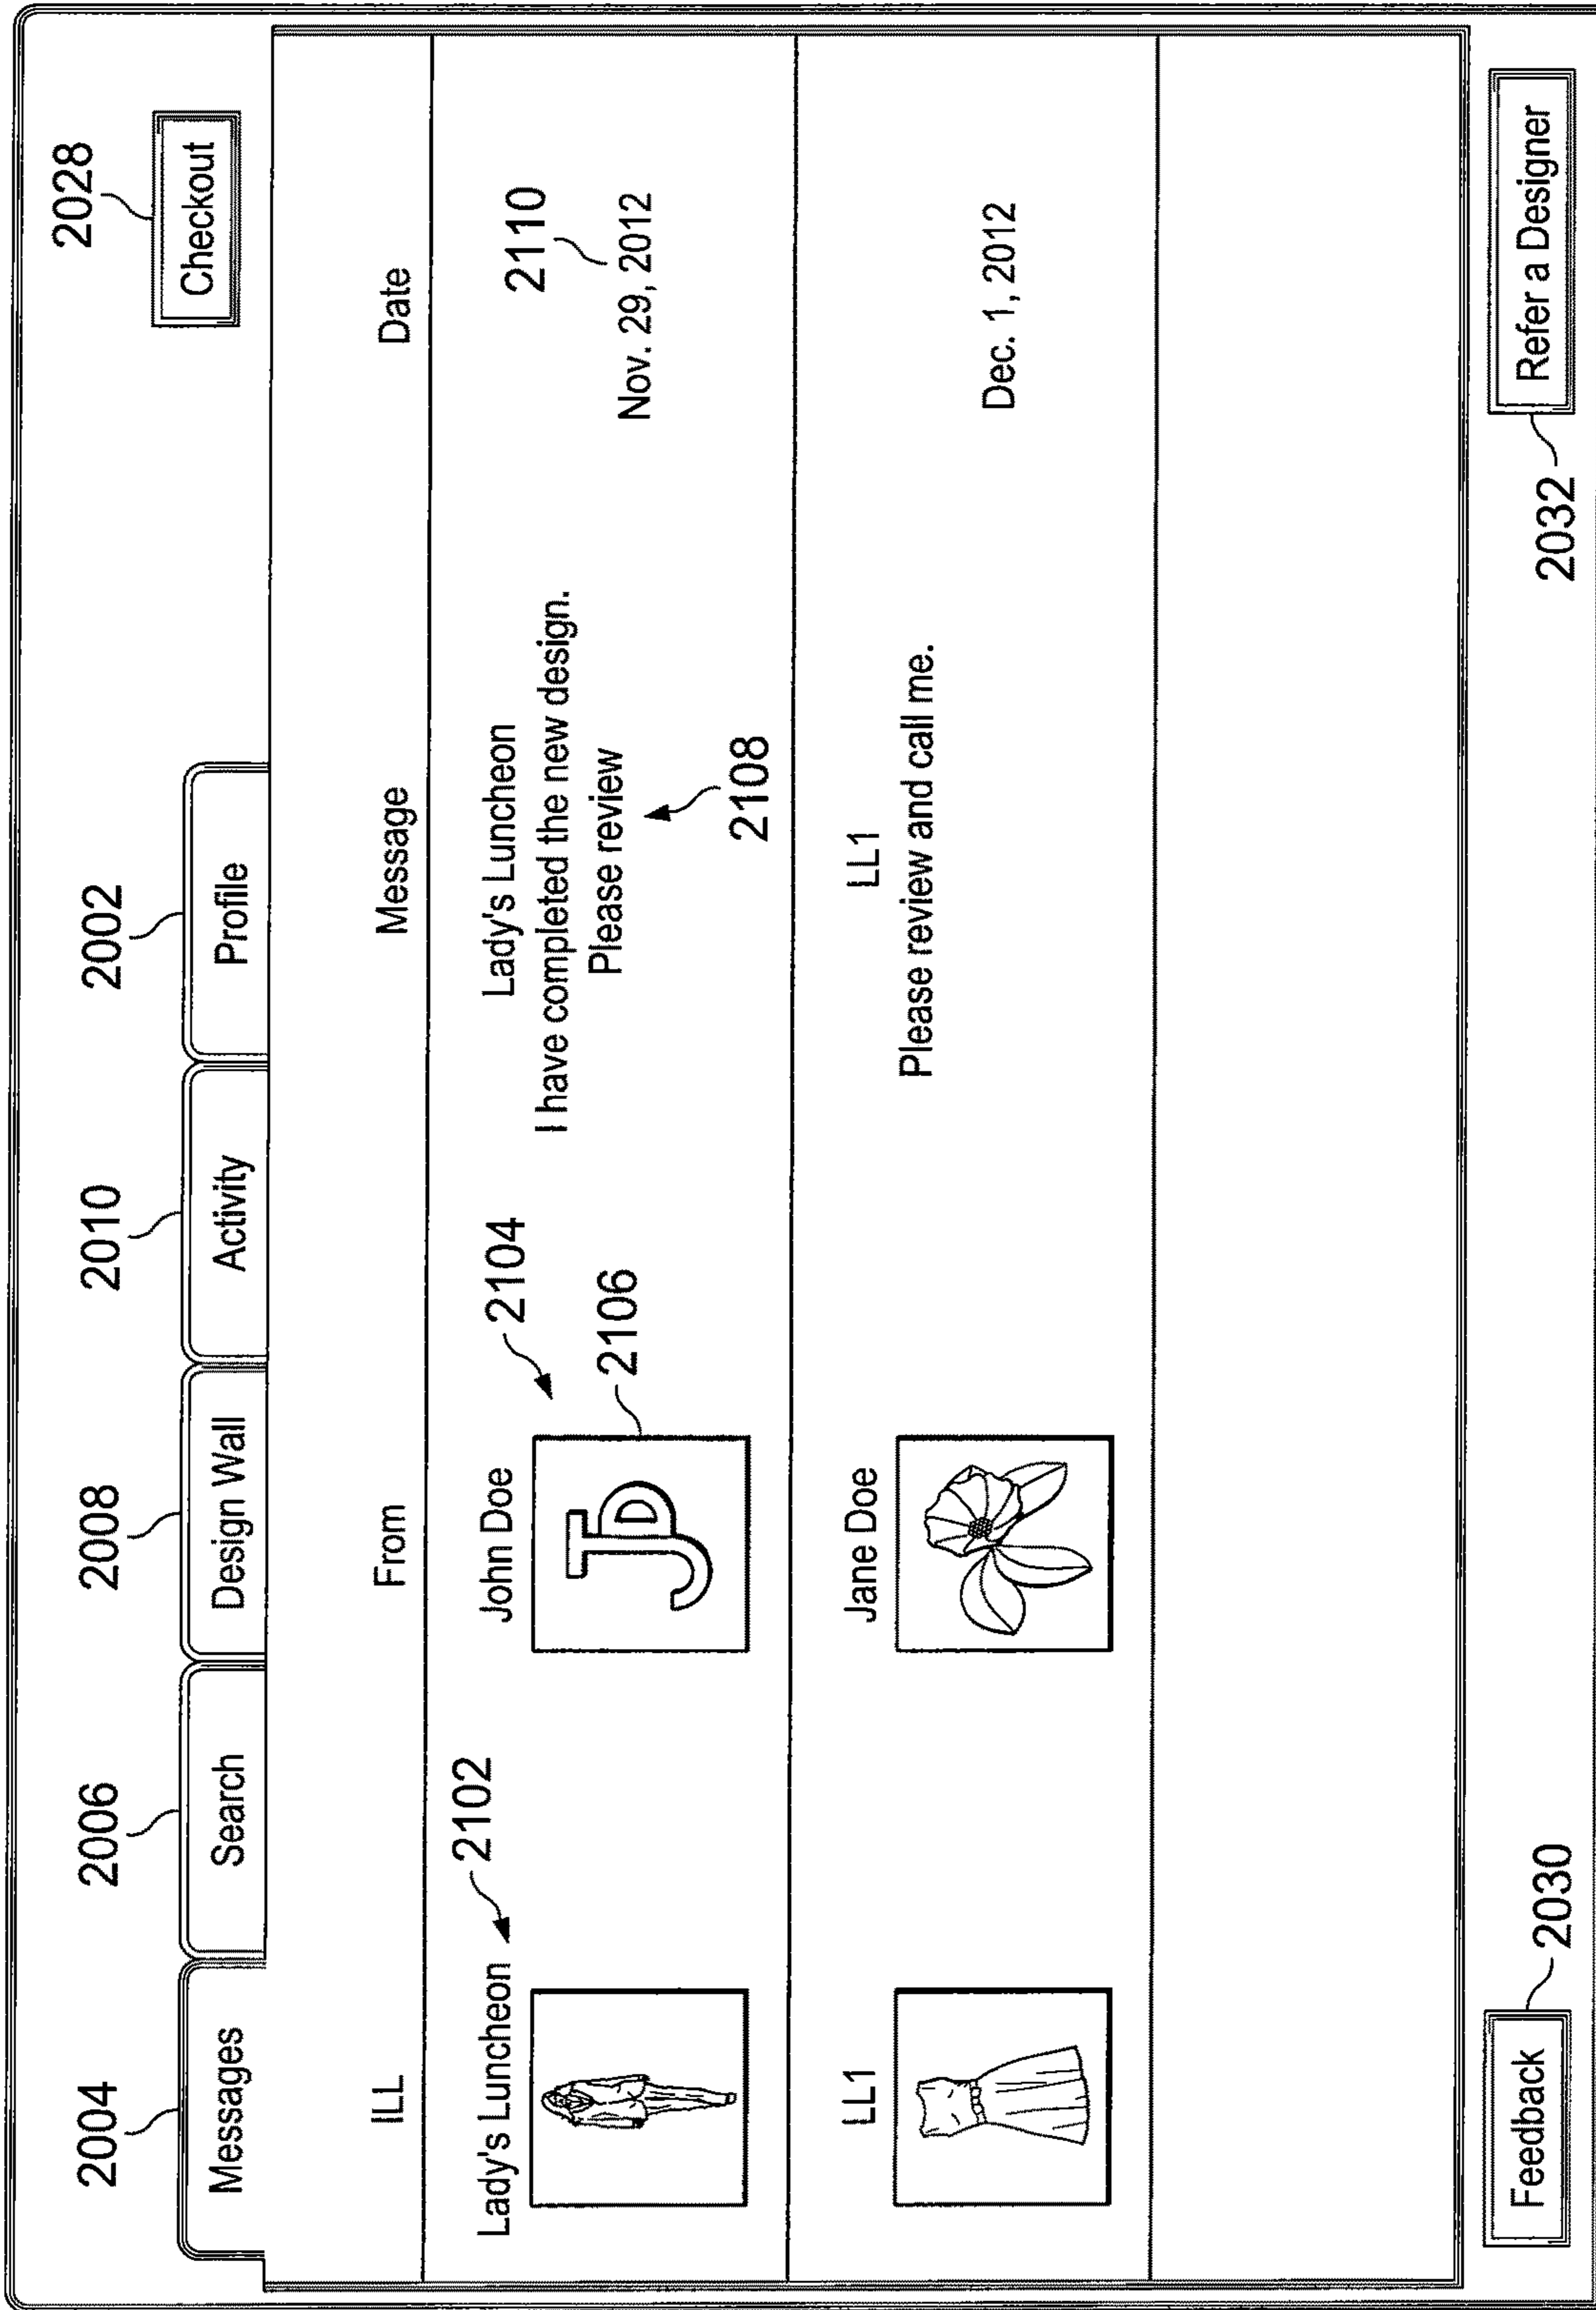 2028
Checkout
2004
2006
2008
2010
2002
Messages
Search
Design Wall
Activity
Profile
ILL
From
Message
Date
Lady's Luncheon
2102
John Doe
2104
JD
2106
Lady's Luncheon
I have completed the new design.
Please review
2108
2110
Nov. 29, 2012
LL1
Jane Doe
LL1
Please review and call me.
Dec. 1, 2012
Feedback
2030
2032
Refer a Designer